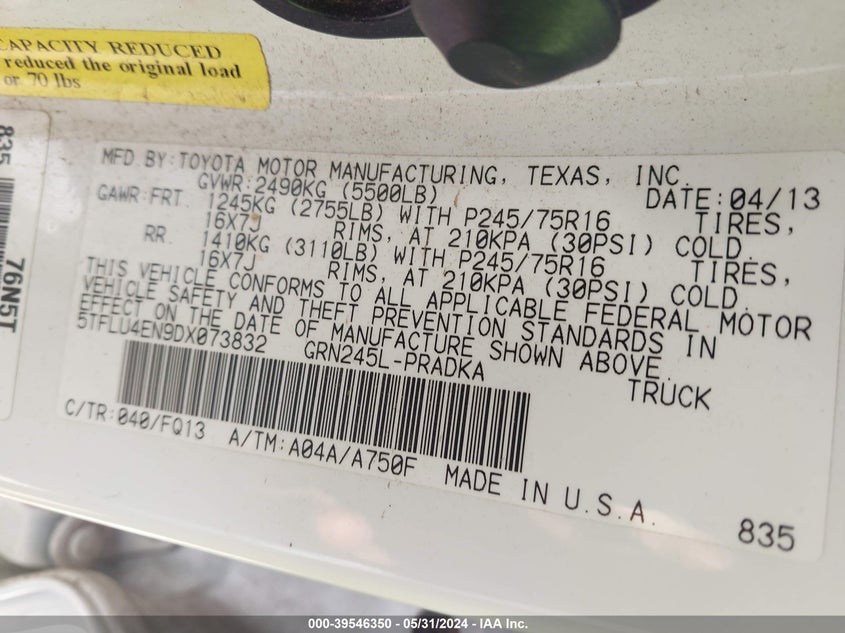 CAPACITY REDUCED
reduced the original load
or 70 lbs
835
76N5T
MFD.BY:TOYOTA MOTOR MANUFACTURING, TEXAS, INC.
GVWR:2490KG (5500LB) DATE:04/13
GAWR:FRT. 1245KG (2755LB) WITH P245/75R16 TIRES,
16X7J RIMS, AT 210KPA (30PSI) COLD.
RR. 1410KG (3110LB) WITH P245/75R16 TIRES,
16X7J RIMS, AT 210KPA (30PSI) COLD.
THIS VEHICLE CONFORMS TO ALL APPLICABLE FEDERAL MOTOR
VEHICLE SAFETY AND THEFT PREVENTION STANDARDS IN
EFFECT ON THE DATE OF MANUFACTURE SHOWN ABOVE.
5TFLU4EN9DX073832 GRN245L-PRADKA TRUCK
C/TR:040/FQ13 A/TM:A04A/A750F MADE IN U.S.A.
835
000-39546350 - 05/31/2024 - IAA Inc.